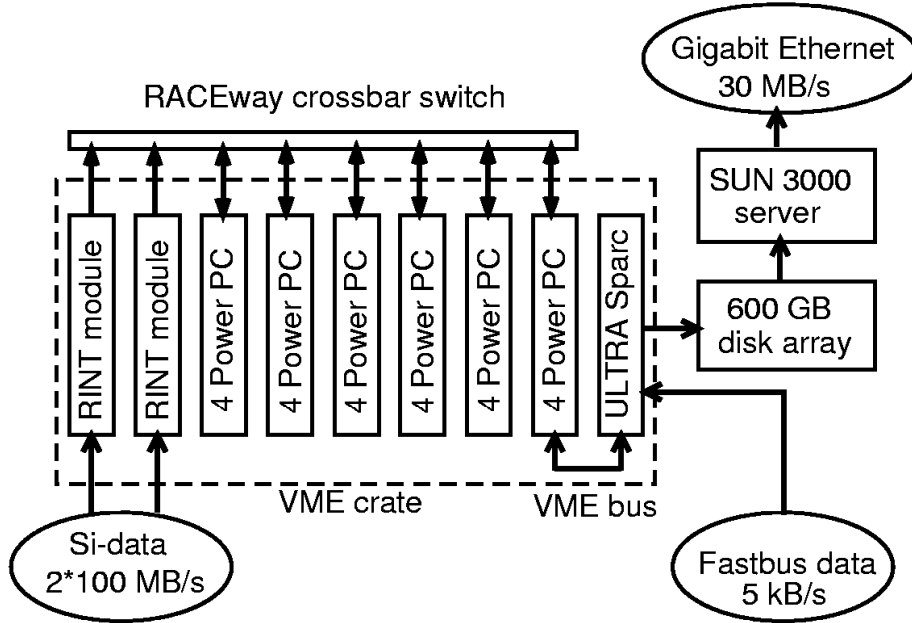 Gigabit Ethernet
30 MB/s
RACEway crossbar switch
SUN 3000
server
RINT module
RINT module
4 Power PC
4 Power PC
4 Power PC
4 Power PC
4 Power PC
4 Power PC
ULTRA Sparc
600 GB
disk array
VME crate
VME bus
Si-data
2*100 MB/s
Fastbus data
5 kB/s